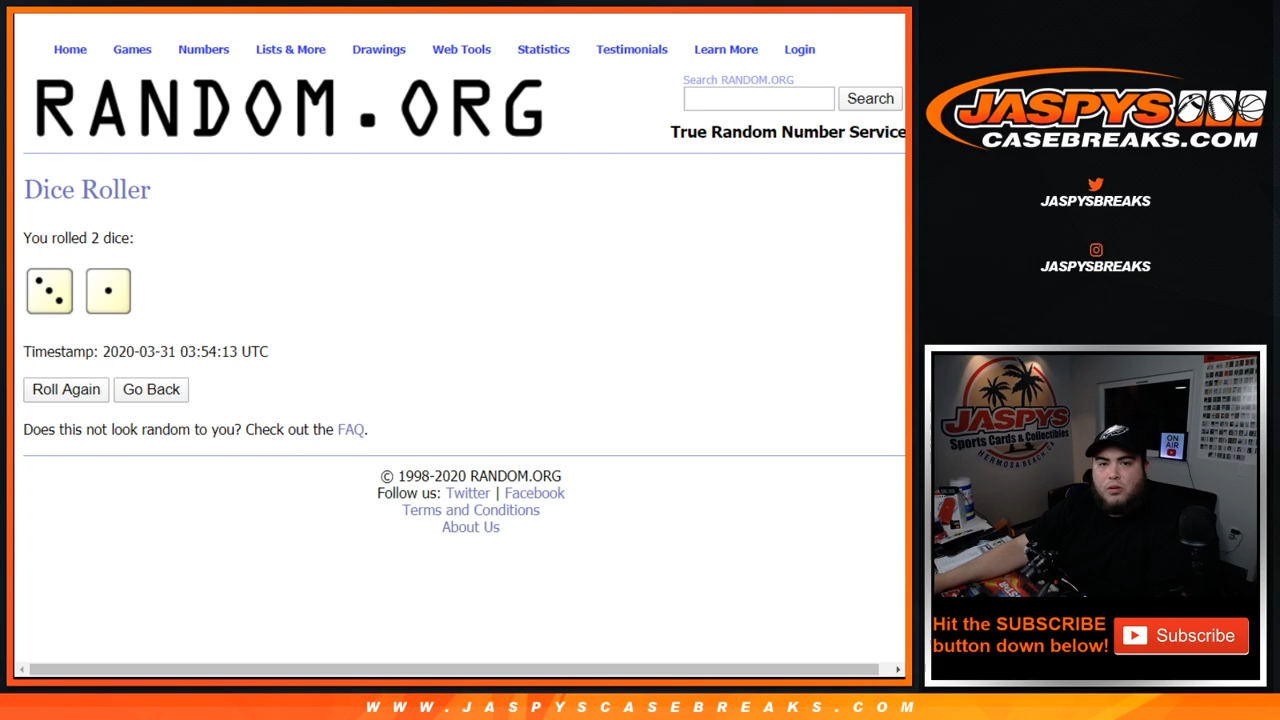 Home Games Numbers Lists & More Drawings Web Tools Statistics Testimonials Learn More Login
RANDOM.ORG
Search RANDOM.ORG
Search
True Random Number Service
Dice Roller
You rolled 2 dice:
Timestamp: 2020-03-31 03:54:13 UTC
Roll Again Go Back
Does this not look random to you? Check out the FAQ.
© 1998-2020 RANDOM.ORG
Follow us: Twitter | Facebook
Terms and Conditions
About Us
JASPYS
CASEBREAKS.COM
JASPYSBREAKS
JASPYSBREAKS
JASPYS
Sports Cards & Collectibles
HERMOSA BEACH, CA
ON
AIR
Hit the SUBSCRIBE
button down below!
Subscribe
WWW.JASPYSCASEBREAKS.COM